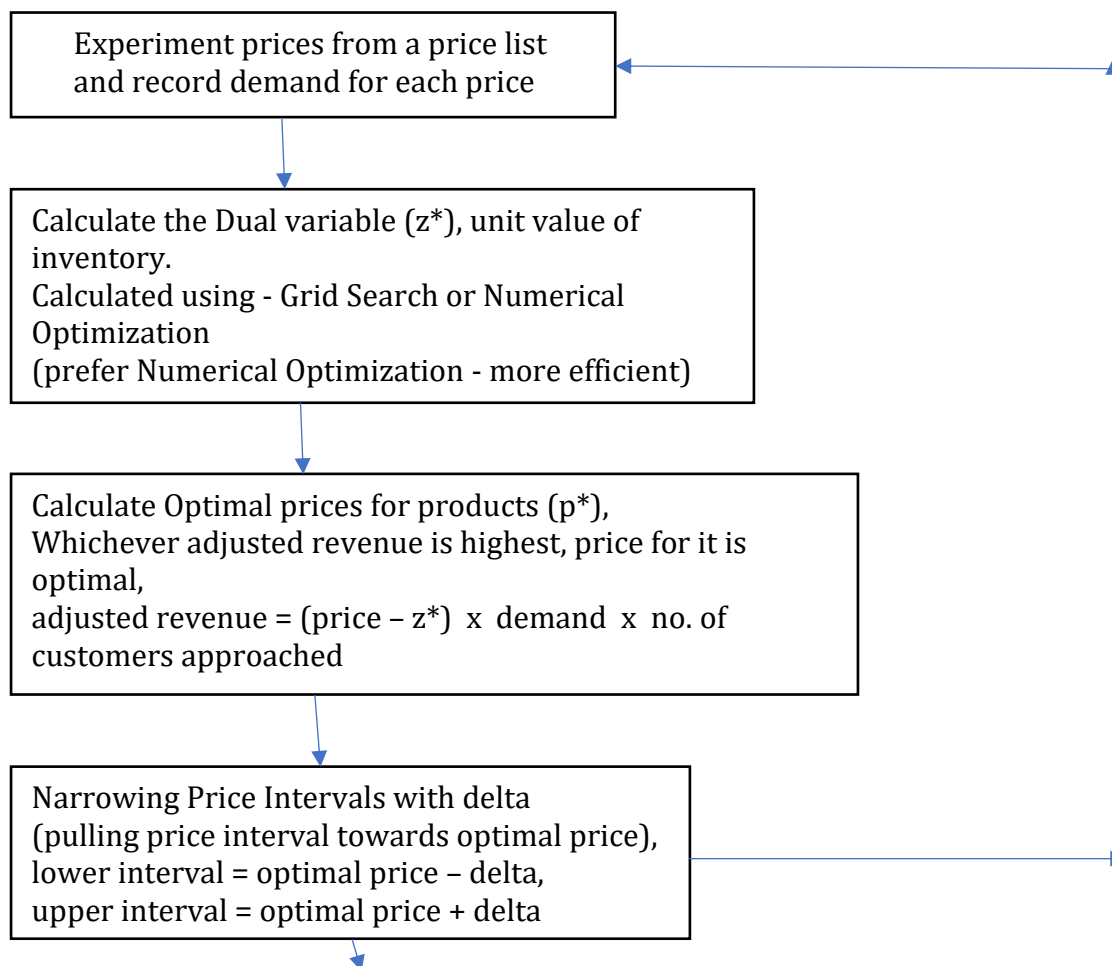 Experiment prices from a price list
and record demand for each price
Calculate the Dual variable (z*), unit value of
inventory.
Calculated using - Grid Search or Numerical
Optimization
(prefer Numerical Optimization - more efficient)
Calculate Optimal prices for products (p*),
Whichever adjusted revenue is highest, price for it is
optimal,
adjusted revenue = (price – z*)  x  demand  x  no. of
customers approached
Narrowing Price Intervals with delta
(pulling price interval towards optimal price),
lower interval = optimal price – delta,
upper interval = optimal price + delta